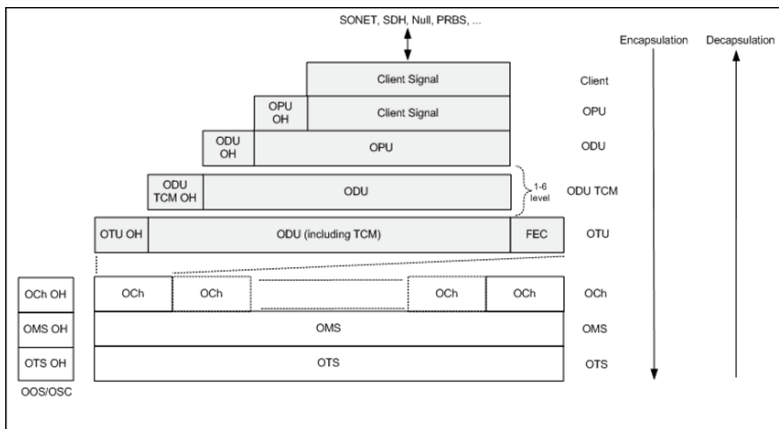 SONET, SDH, Null, PRBS, ...
Encapsulation
Decapsulation
Client Signal
Client
OPU
OH
Client Signal
OPU
ODU
OH
OPU
ODU
ODU
TCM OH
ODU
1-6
level
ODU TCM
OTU OH
ODU (including TCM)
FEC
OTU
OCh OH
OCh
OCh
OCh
OCh
OCh
OMS OH
OMS
OMS
OTS OH
OTS
OTS
OOS/OSC